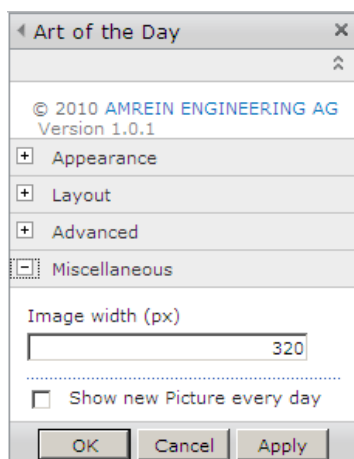 Art of the Day
© 2010 AMREIN ENGINEERING AG
Version 1.0.1
Appearance
Layout
Advanced
Miscellaneous
Image width (px)
320
Show new Picture every day
OK Cancel Apply